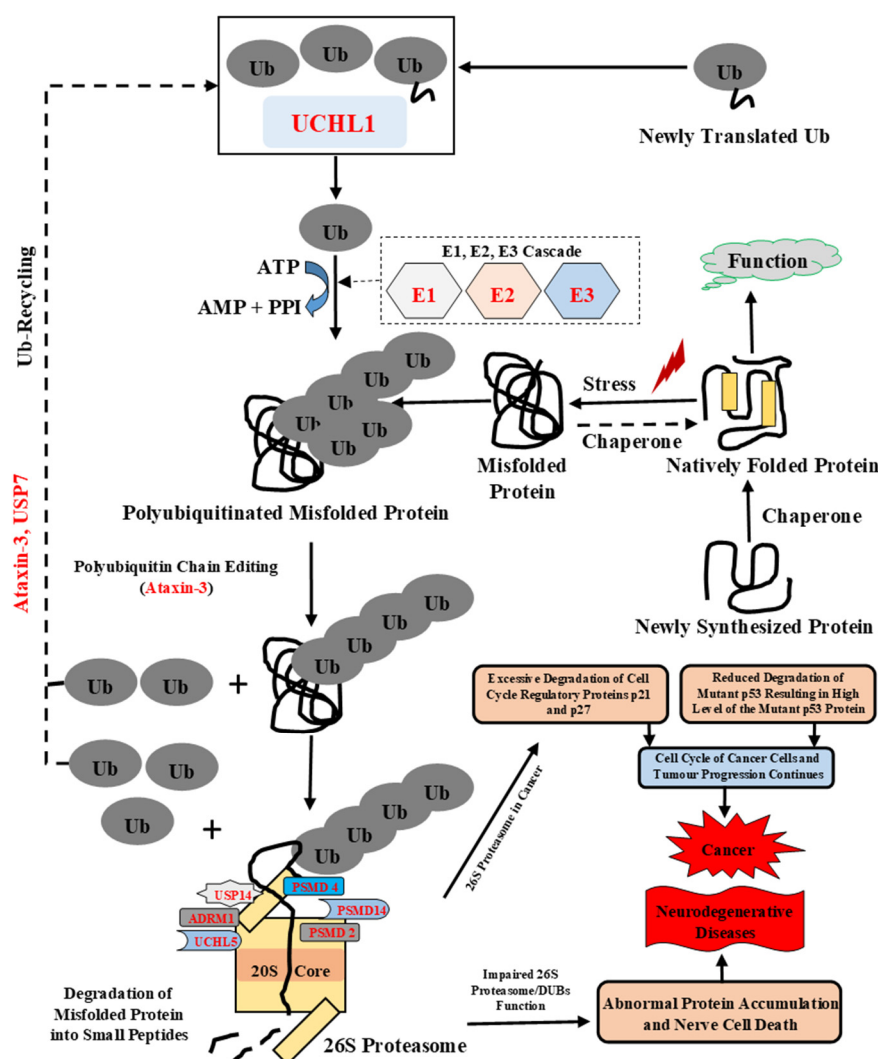 Ub
Ub
Ub
UCHL1
Ub
Newly Translated Ub
Ub
ATP
AMP + PPI
E1, E2, E3 Cascade
E1
E2
E3
Function
Ub-Recycling
Ataxin-3, USP7
Ub
Ub
Ub
Ub
Ub
Ub
Polyubiquitinated Misfolded Protein
Misfolded
Protein
Stress
Chaperone
Natively Folded Protein
Chaperone
Newly Synthesized Protein
Polyubiquitin Chain Editing
(Ataxin-3)
Ub
Ub
Ub
Ub
Ub
Ub
+
Ub
Ub
Ub
+
Ub
Ub
Ub
Ub
USP14
PSMD 4
ADRM1
PSMD14
UCHL5
PSMD 2
20S Core
Degradation of
Misfolded Protein
into Small Peptides
26S Proteasome
26S Proteasome in Cancer
Excessive Degradation of Cell
Cycle Regulatory Proteins p21
and p27
Reduced Degradation of
Mutant p53 Resulting in High
Level of the Mutant p53 Protein
Cell Cycle of Cancer Cells and
Tumour Progression Continues
Cancer
Neurodegenerative
Diseases
Impaired 26S
Proteasome/DUBs
Function
Abnormal Protein Accumulation
and Nerve Cell Death